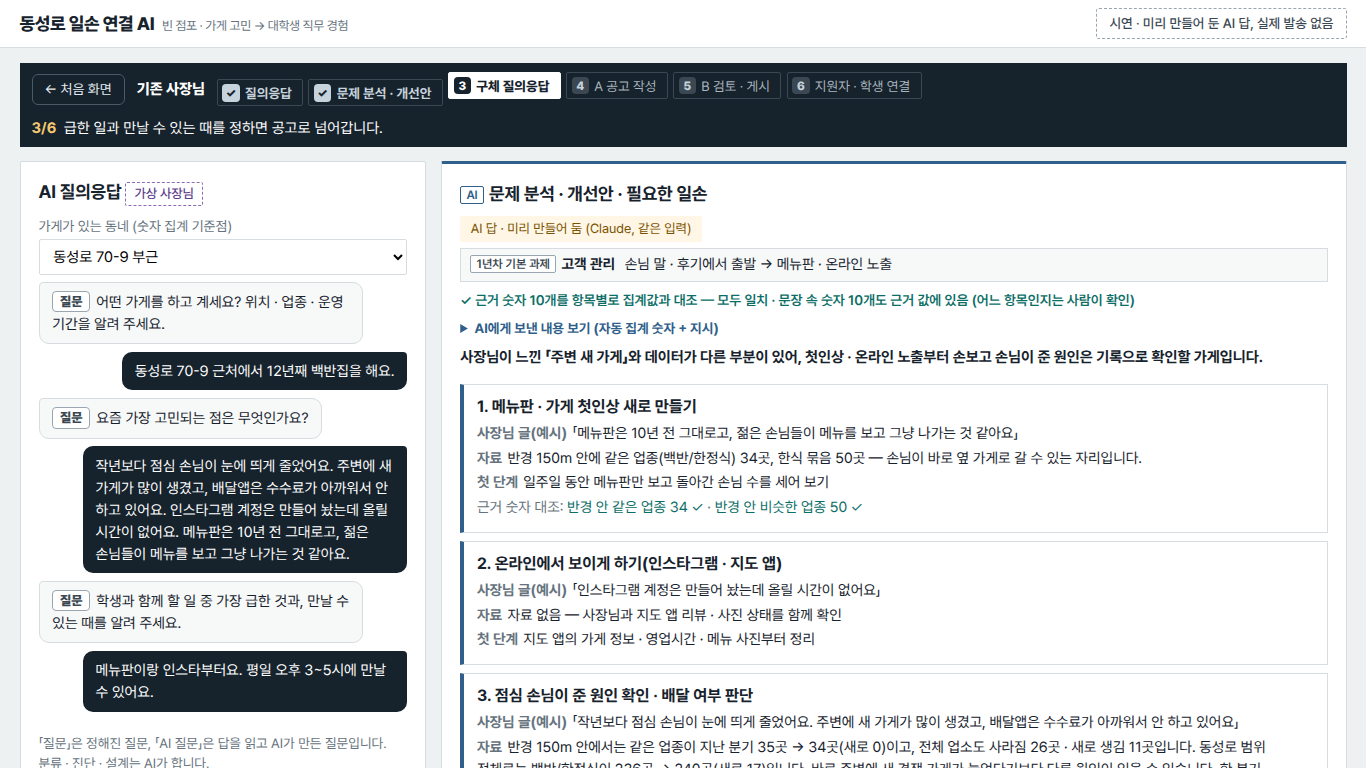 동성로 일손 연결 AI 빈 점포 · 가게 고민 → 대학생 직무 경험
시연 · 미리 만들어 둔 AI 답, 실제 발송 없음
← 처음 화면 기존 사장님 질의응답 문제 분석 · 개선안 3 구체 질의응답 4 A 공고 작성 5 B 검토 · 게시 6 지원자 · 학생 연결
3/6 급한 일과 만날 수 있는 때를 정하면 공고로 넘어갑니다.
AI 질의응답 가상 사장님
가게가 있는 동네 (숫자 집계 기준점)
동성로 70-9 부근
질문 어떤 가게를 하고 계세요? 위치 · 업종 · 운영
기간을 알려 주세요.
동성로 70-9 근처에서 12년째 백반집을 해요.
질문 요즘 가장 고민되는 점은 무엇인가요?
작년보다 점심 손님이 눈에 띄게 줄었어요. 주변에 새
가게가 많이 생겼고, 배달앱은 수수료가 아까워서 안
하고 있어요. 인스타그램 계정은 만들어 놨는데 올릴
시간이 없어요. 메뉴판은 10년 전 그대로고, 젊은
손님들이 메뉴를 보고 그냥 나가는 것 같아요.
질문 학생과 함께 할 일 중 가장 급한 것과, 만날 수
있는 때를 알려 주세요.
메뉴판이랑 인스타부터요. 평일 오후 3~5시에 만날
수 있어요.
「질문」은 정해진 질문, 「AI 질문」은 답을 읽고 AI가 만든 질문입니다.
분류 · 진단 · 설계는 AI가 합니다.
AI 문제 분석 · 개선안 · 필요한 일손
AI 답 · 미리 만들어 둠 (Claude, 같은 입력)
1년차 기본 과제 고객 관리 손님 말 · 후기에서 출발 → 메뉴판 · 온라인 노출
✓ 근거 숫자 10개를 항목별로 집계값과 대조 — 모두 일치 · 문장 속 숫자 10개도 근거 값에 있음 (어느 항목인지는 사람이 확인)
▶ AI에게 보낸 내용 보기 (자동 집계 숫자 + 지시)
사장님이 느낀 「주변 새 가게」와 데이터가 다른 부분이 있어, 첫인상 · 온라인 노출부터 손보고 손님이 준 원인은 기록으로 확인할 가게입니다.
1. 메뉴판 · 가게 첫인상 새로 만들기
사장님 글(예시) 「메뉴판은 10년 전 그대로고, 젊은 손님들이 메뉴를 보고 그냥 나가는 것 같아요」
자료 반경 150m 안에 같은 업종(백반/한정식) 34곳, 한식 묶음 50곳 — 손님이 바로 옆 가게로 갈 수 있는 자리입니다.
첫 단계 일주일 동안 메뉴판만 보고 돌아간 손님 수를 세어 보기
근거 숫자 대조: 반경 안 같은 업종 34 ✓ · 반경 안 비슷한 업종 50 ✓
2. 온라인에서 보이게 하기(인스타그램 · 지도 앱)
사장님 글(예시) 「인스타그램 계정은 만들어 놨는데 올릴 시간이 없어요」
자료 자료 없음 — 사장님과 지도 앱 리뷰 · 사진 상태를 함께 확인
첫 단계 지도 앱의 가게 정보 · 영업시간 · 메뉴 사진부터 정리
3. 점심 손님이 준 원인 확인 · 배달 여부 판단
사장님 글(예시) 「작년보다 점심 손님이 눈에 띄게 줄었어요. 주변에 새 가게가 많이 생겼고, 배달앱은 수수료가 아까워서 안 하고 있어요」
자료 반경 150m 안에서는 같은 업종이 지난 분기 35곳 → 34곳(새로 0)이고, 전체 업소도 사라짐 26곳 · 새로 생김 11곳입니다. 동성로 범위